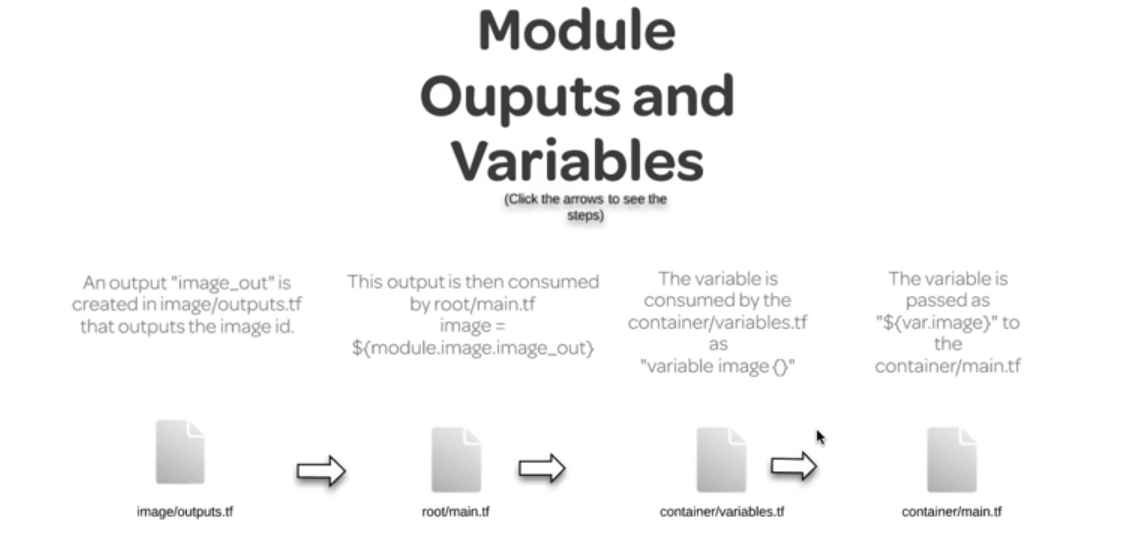 Module
Ouputs and
Variables
(Click the arrows to see the
steps)
An output "image_out" is
created in image/outputs.tf
that outputs the image id.
This output is then consumed
by root/main.tf
image =
${module.image.image_out}
The variable is
consumed by the
container/variables.tf
as
"variable image {}"
The variable is
passed as
"${var.image}" to
the
container/main.tf
image/outputs.tf
root/main.tf
container/variables.tf
container/main.tf